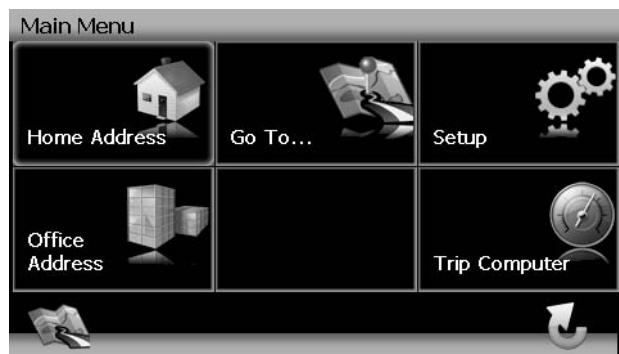 Main Menu
Home Address
Go To...
Setup
Office
Address
Trip Computer